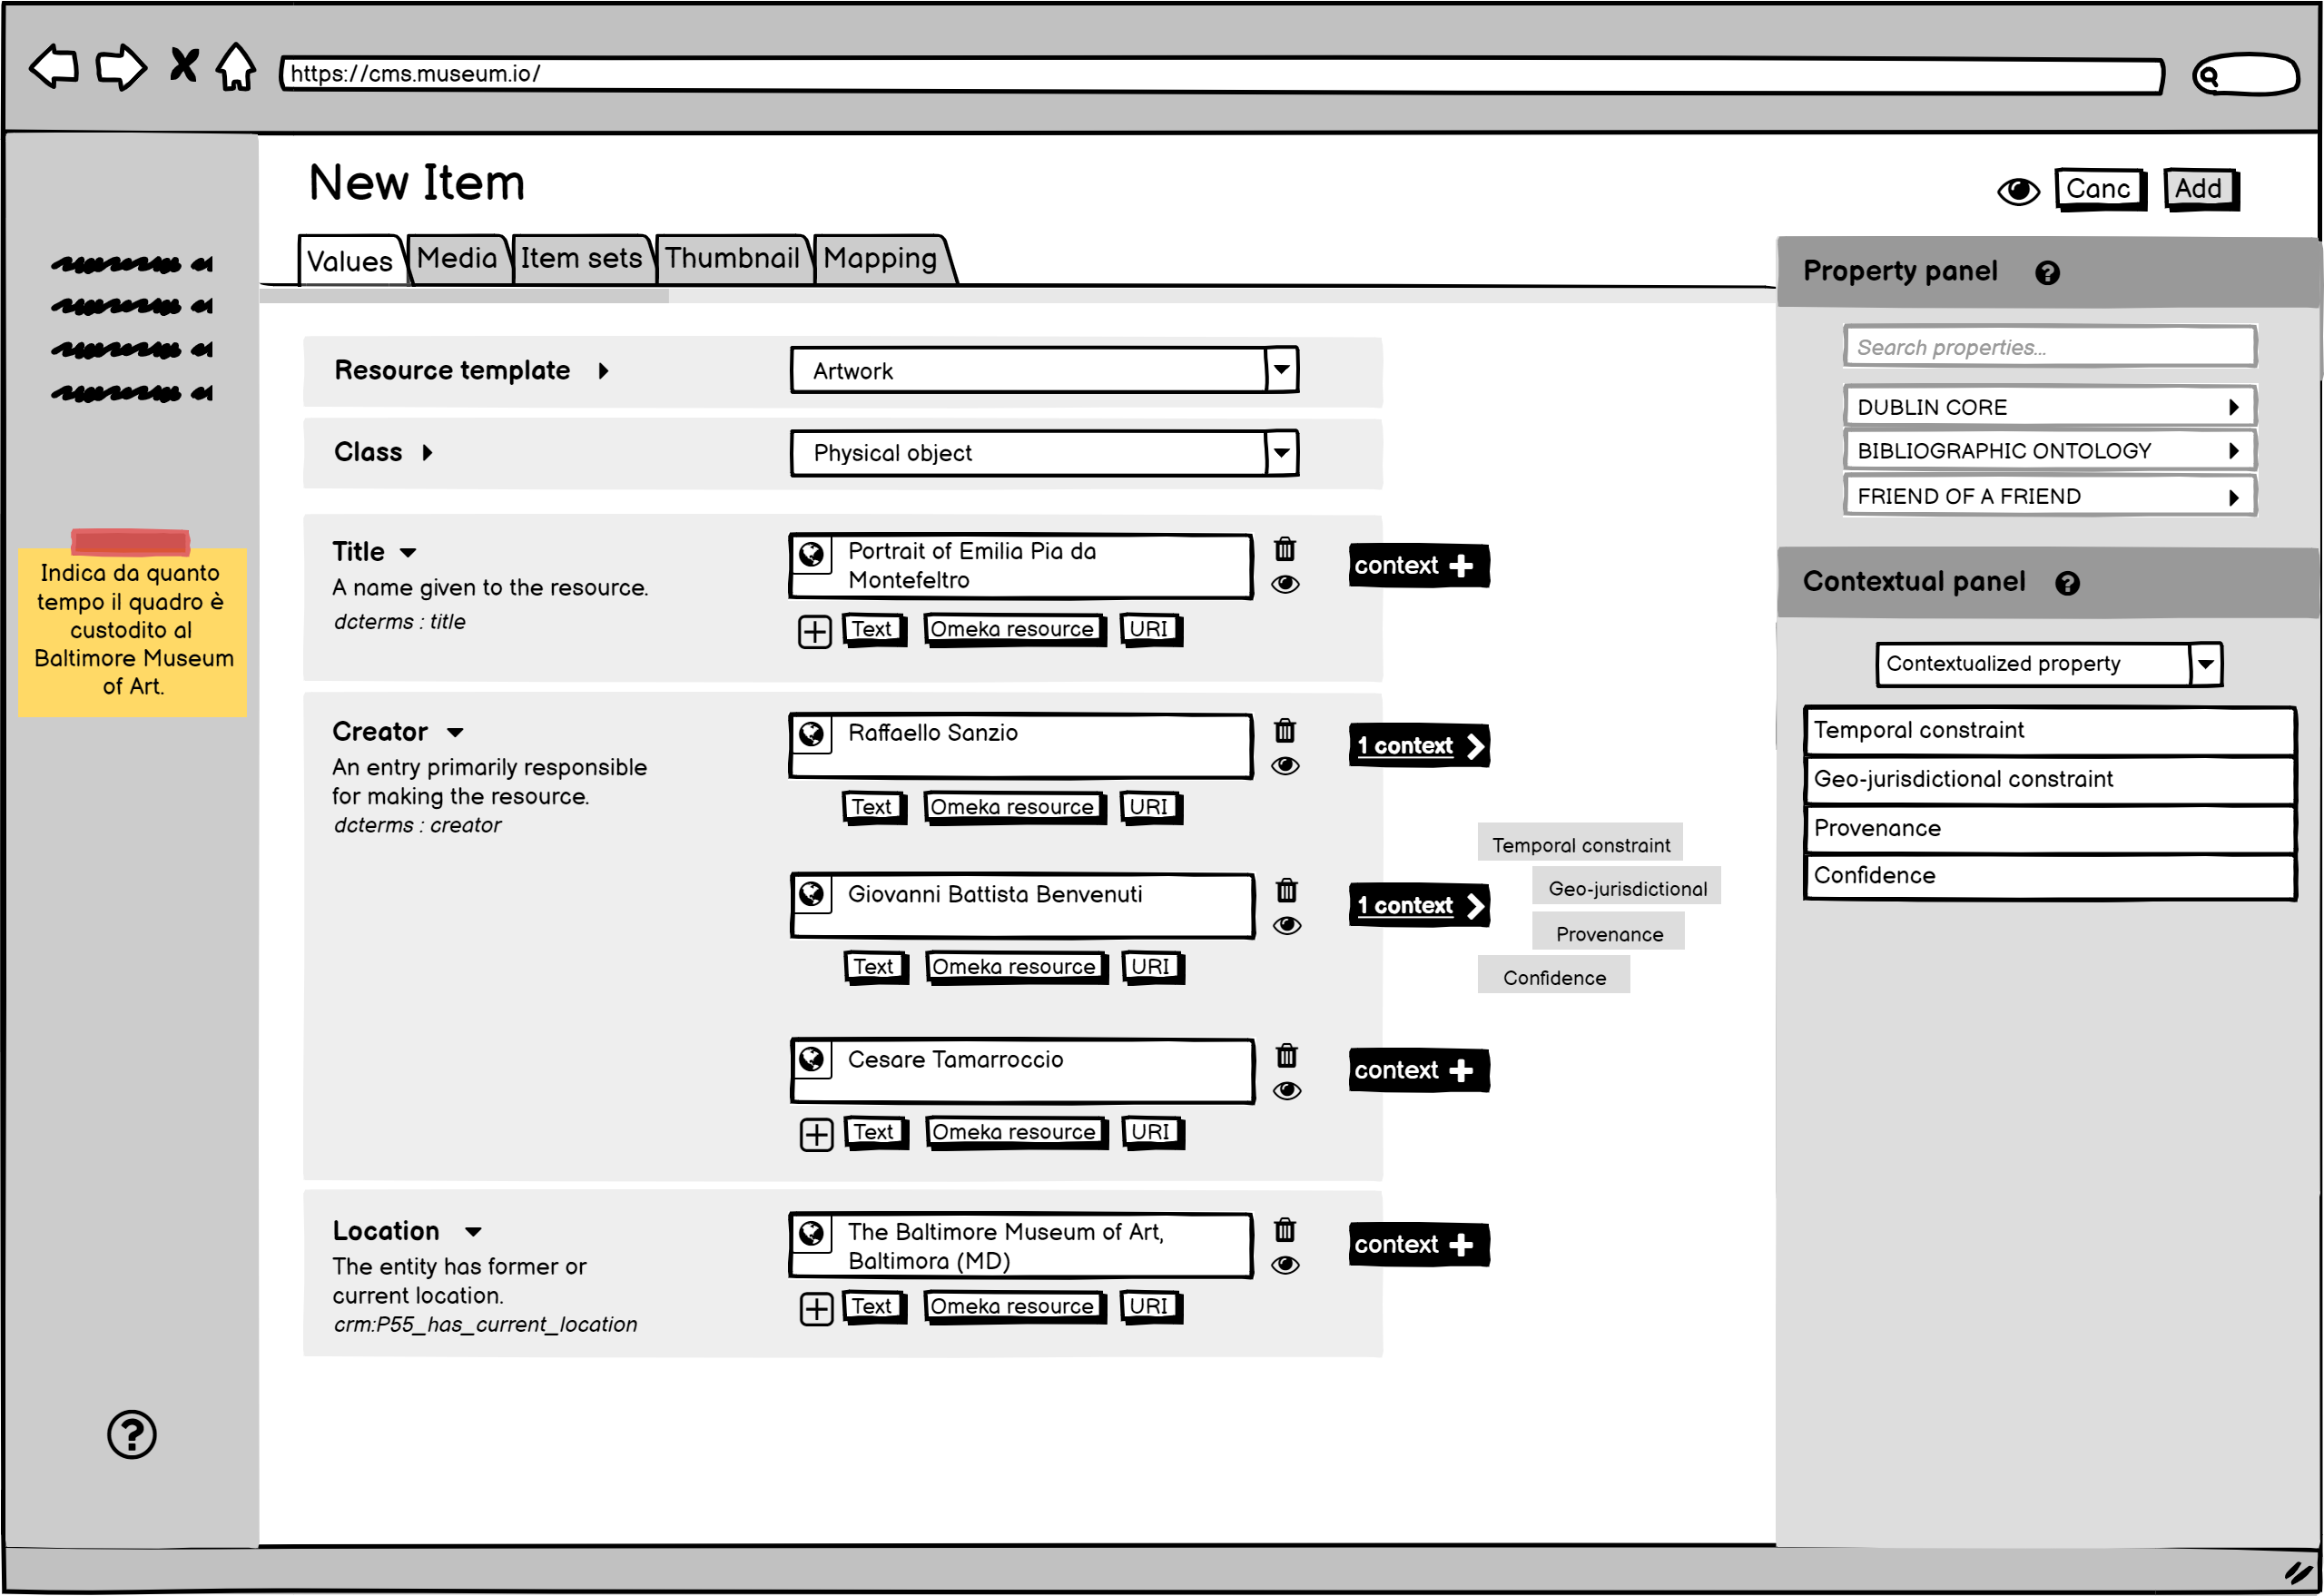 https://cms.museum.io/
New Item
Canc
Add
Values
Media
Item sets
Thumbnail
Mapping
Indica da quanto
tempo il quadro è
custodito al
Baltimore Museum
of Art.
Resource template
Artwork
Class
Physical object
Title
A name given to the resource.
dcterms : title
Portrait of Emilia Pia da
Montefeltro
Text
Omeka resource
URI
context
Creator
An entry primarily responsible
for making the resource.
dcterms : creator
Raffaello Sanzio
Text
Omeka resource
URI
1 context
Giovanni Battista Benvenuti
Text
Omeka resource
URI
1 context
Temporal constraint
Geo-jurisdictional
Provenance
Confidence
Cesare Tamarroccio
Text
Omeka resource
URI
context
Location
The entity has former or
current location.
crm:P55_has_current_location
The Baltimore Museum of Art,
Baltimora (MD)
Text
Omeka resource
URI
context
Property panel
Search properties...
DUBLIN CORE
BIBLIOGRAPHIC ONTOLOGY
FRIEND OF A FRIEND
Contextual panel
Contextualized property
Temporal constraint
Geo-jurisdictional constraint
Provenance
Confidence